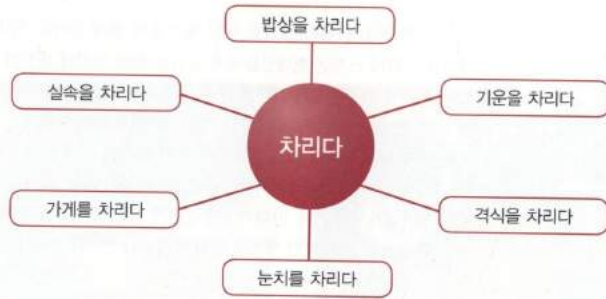 밥상을 차리다
실속을 차리다
기운을 차리다
차리다
가게를 차리다
격식을 차리다
눈치를 차리다